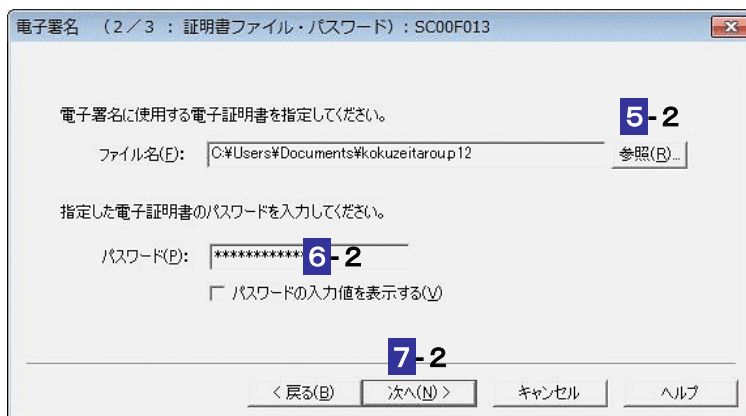 電子署名 (2/3 : 証明書ファイル・パスワード) : SC00F013
電子署名に使用する電子証明書を指定してください。
5-2
ファイル名(F): C:¥Users¥Documents¥kokuzeitarou.p12 参照(R)...
指定した電子証明書のパスワードを入力してください。
パスワード(P): ************ 6-2
パスワードの入力値を表示する(V)
7-2
< 戻る(B) 次へ(N) > キャンセル ヘルプ